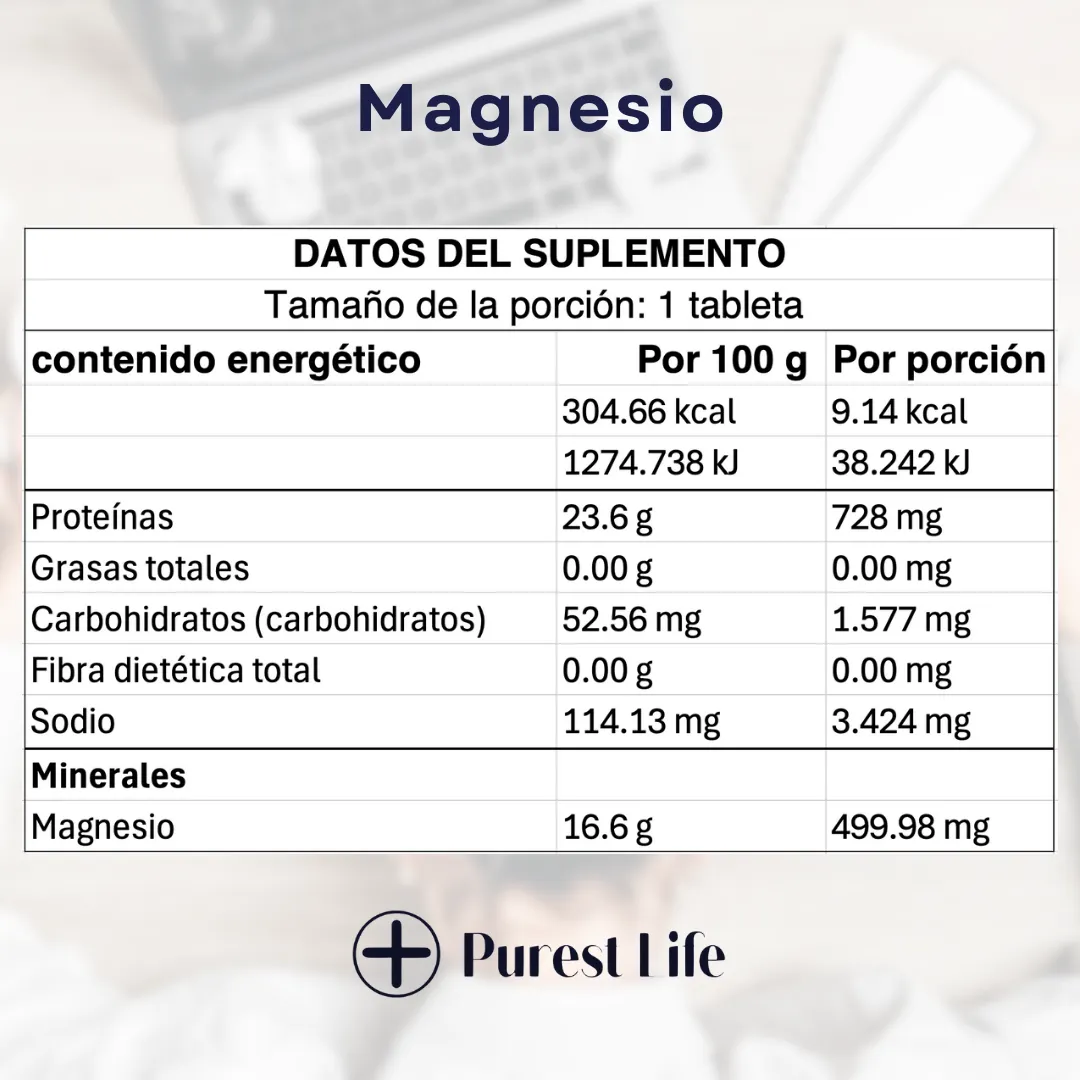 Magnesio
DATOS DEL SUPLEMENTO
Tamaño de la porción: 1 tableta
contenido energético Por 100 g Por porción
304.66 kcal 9.14 kcal
1274.738 kJ 38.242 kJ
Proteínas 23.6 g 728 mg
Grasas totales 0.00 g 0.00 mg
Carbohidratos (carbohidratos) 52.56 mg 1.577 mg
Fibra dietética total 0.00 g 0.00 mg
Sodio 114.13 mg 3.424 mg
Minerales
Magnesio 16.6 g 499.98 mg
Purest Life